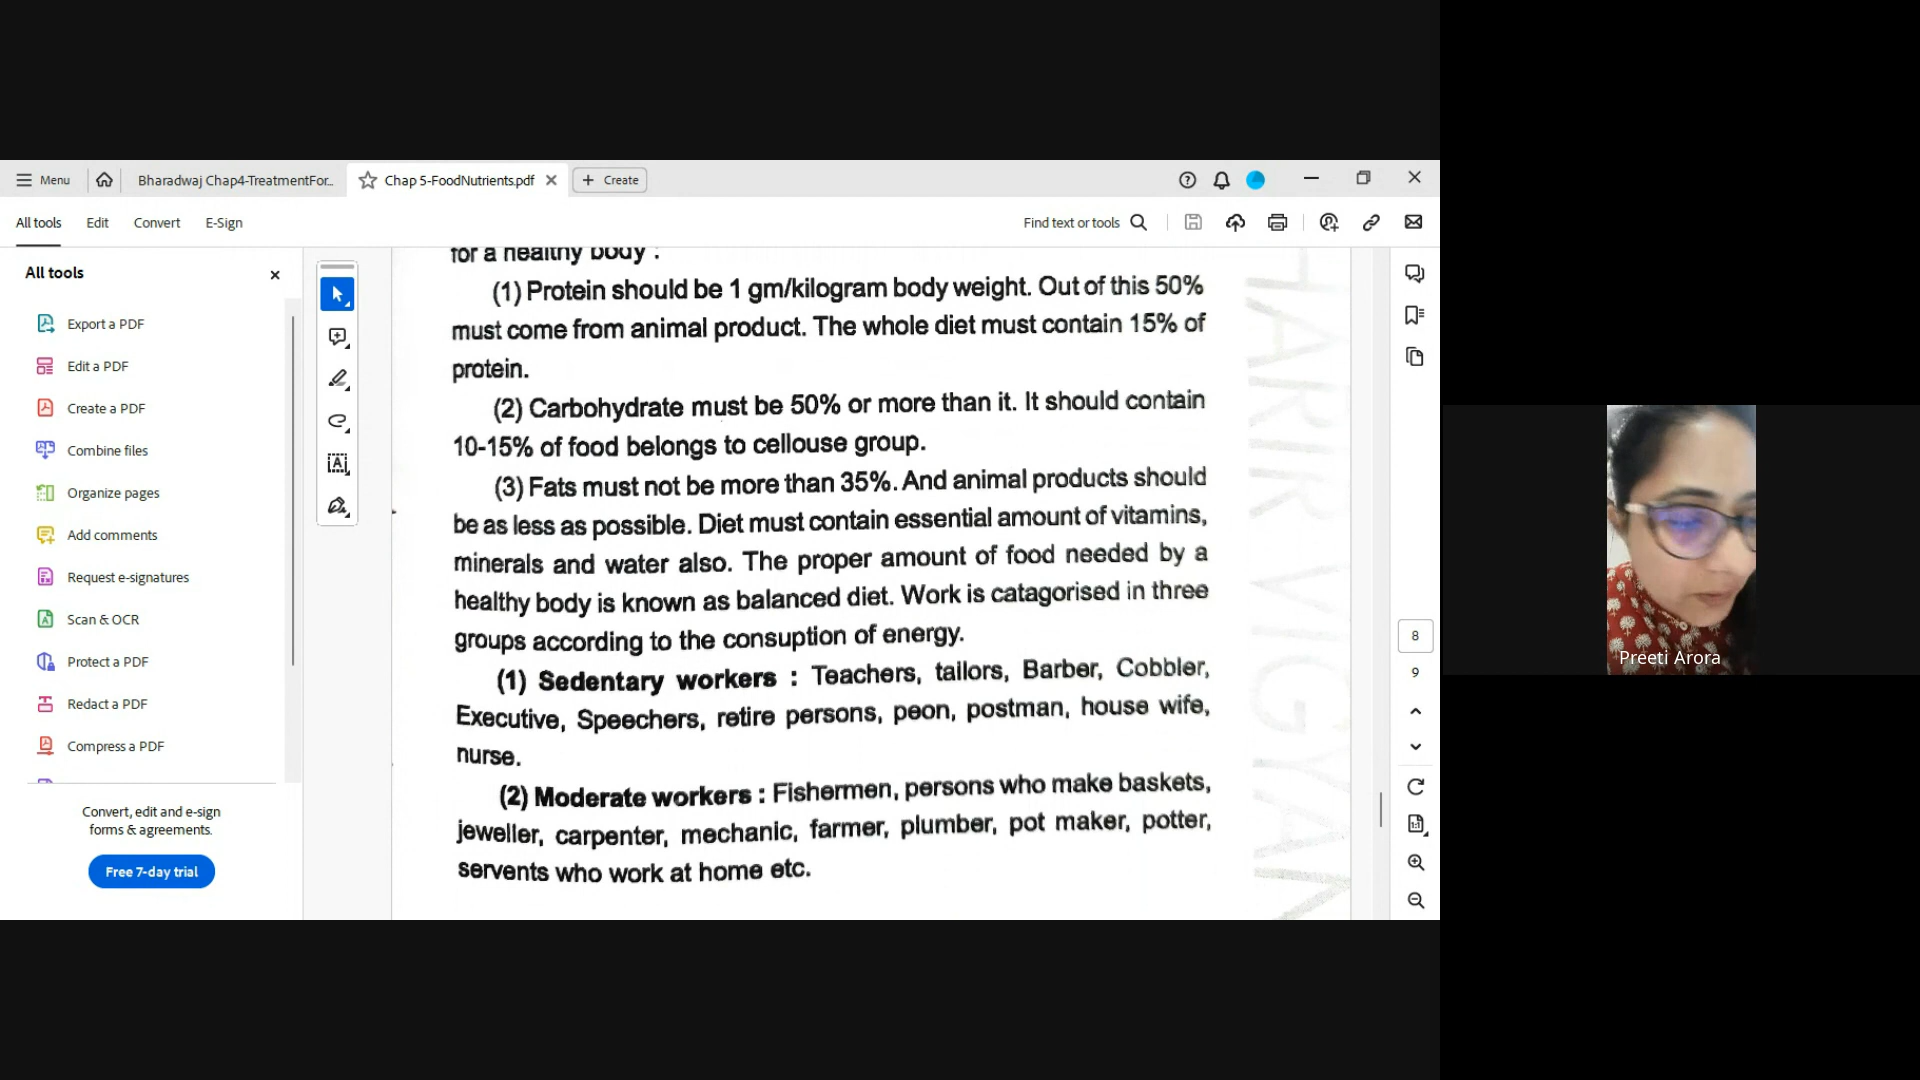 Menu
Bharadwaj Chap4-TreatmentFor...
Chap 5-FoodNutrients.pdf
Create
All tools
Edit
Convert
E-Sign
Find text or tools
All tools
Export a PDF
Edit a PDF
Create a PDF
Combine files
Organize pages
Add comments
Request e-signatures
Scan & OCR
Protect a PDF
Redact a PDF
Compress a PDF
Convert, edit and e-sign
forms & agreements.
Free 7-day trial
for a healthy body :
(1) Protein should be 1 gm/kilogram body weight. Out of this 50%
must come from animal product. The whole diet must contain 15% of
protein.
(2) Carbohydrate must be 50% or more than it. It should contain
10-15% of food belongs to cellouse group.
(3) Fats must not be more than 35%. And animal products should
be as less as possible. Diet must contain essential amount of vitamins,
minerals and water also. The proper amount of food needed by a
healthy body is known as balanced diet. Work is catagorised in three
groups according to the consuption of energy.
(1) Sedentary workers : Teachers, tailors, Barber, Cobbler,
Executive, Speechers, retire persons, peon, postman, house wife,
nurse.
(2) Moderate workers : Fishermen, persons who make baskets,
jeweller, carpenter, mechanic, farmer, plumber, pot maker, potter,
servents who work at home etc.
8
9
Preeti Arora